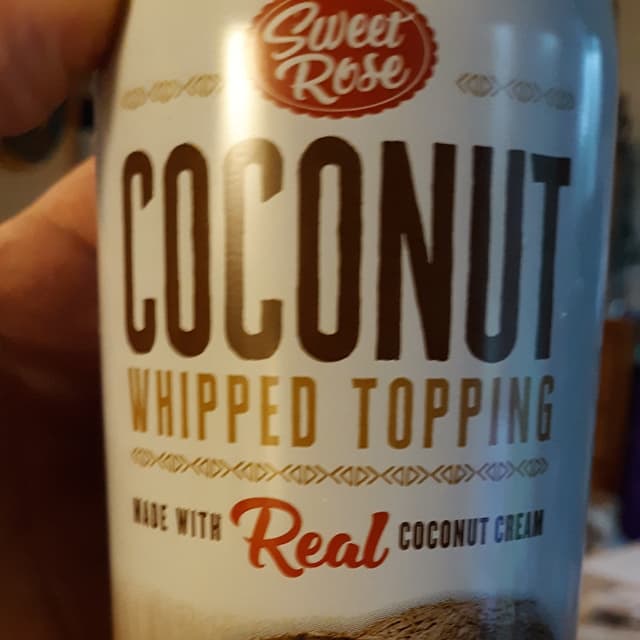 Sweet
Rose
COCONUT
WHIPPED TOPPING
MADE WITH Real COCONUT CREAM